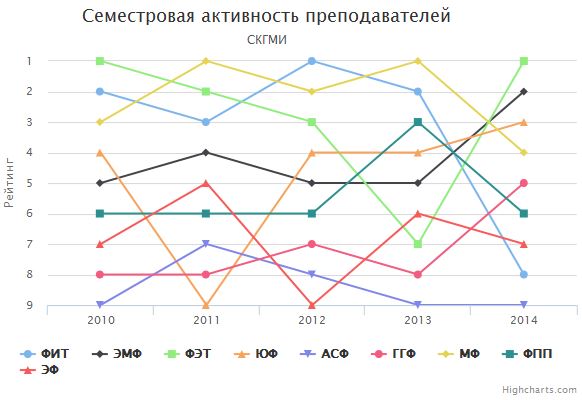 Семестровая активность преподавателей
СКГМИ
Рейтинг
1
2
3
4
5
6
7
8
9
2010 2011 2012 2013 2014
ФИТ ЭМФ ФЭТ ЮФ АСФ ГГФ МФ ФПП
ЭФ
Highcharts.com